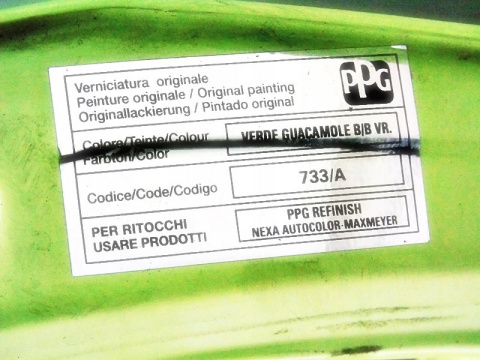 Verniciatura originale
Peinture originale / Original painting
Originallackierung / Pintado original
PPG
Colore/Teinte/Colour
Farbton/Color
VERDE GUACAMOLE B/B VR.
Codice/Code/Codigo
733/A
PER RITOCCHI
USARE PRODOTTI
PPG REFINISH
NEXA AUTOCOLOR-MAXMEYER